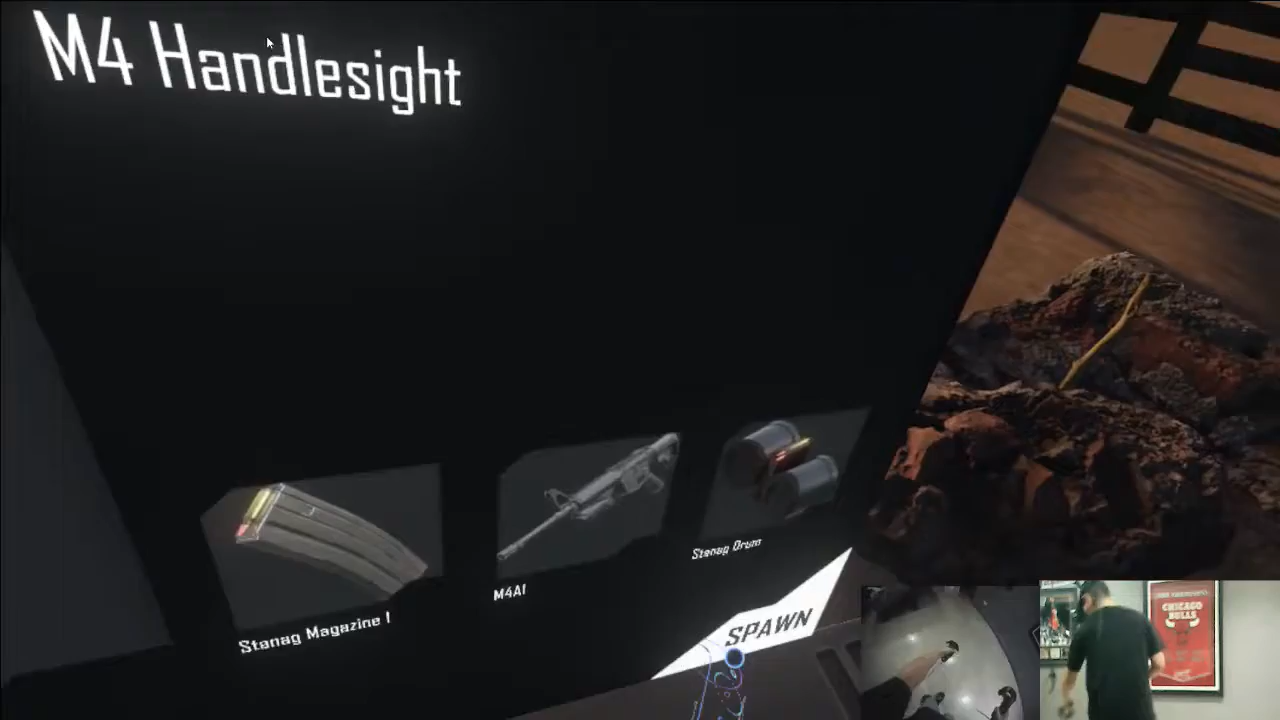 M4 Handlesight
Stanag Magazine I
M4A1
Stanag Drum
SPAWN
CHICAGO
BULLS